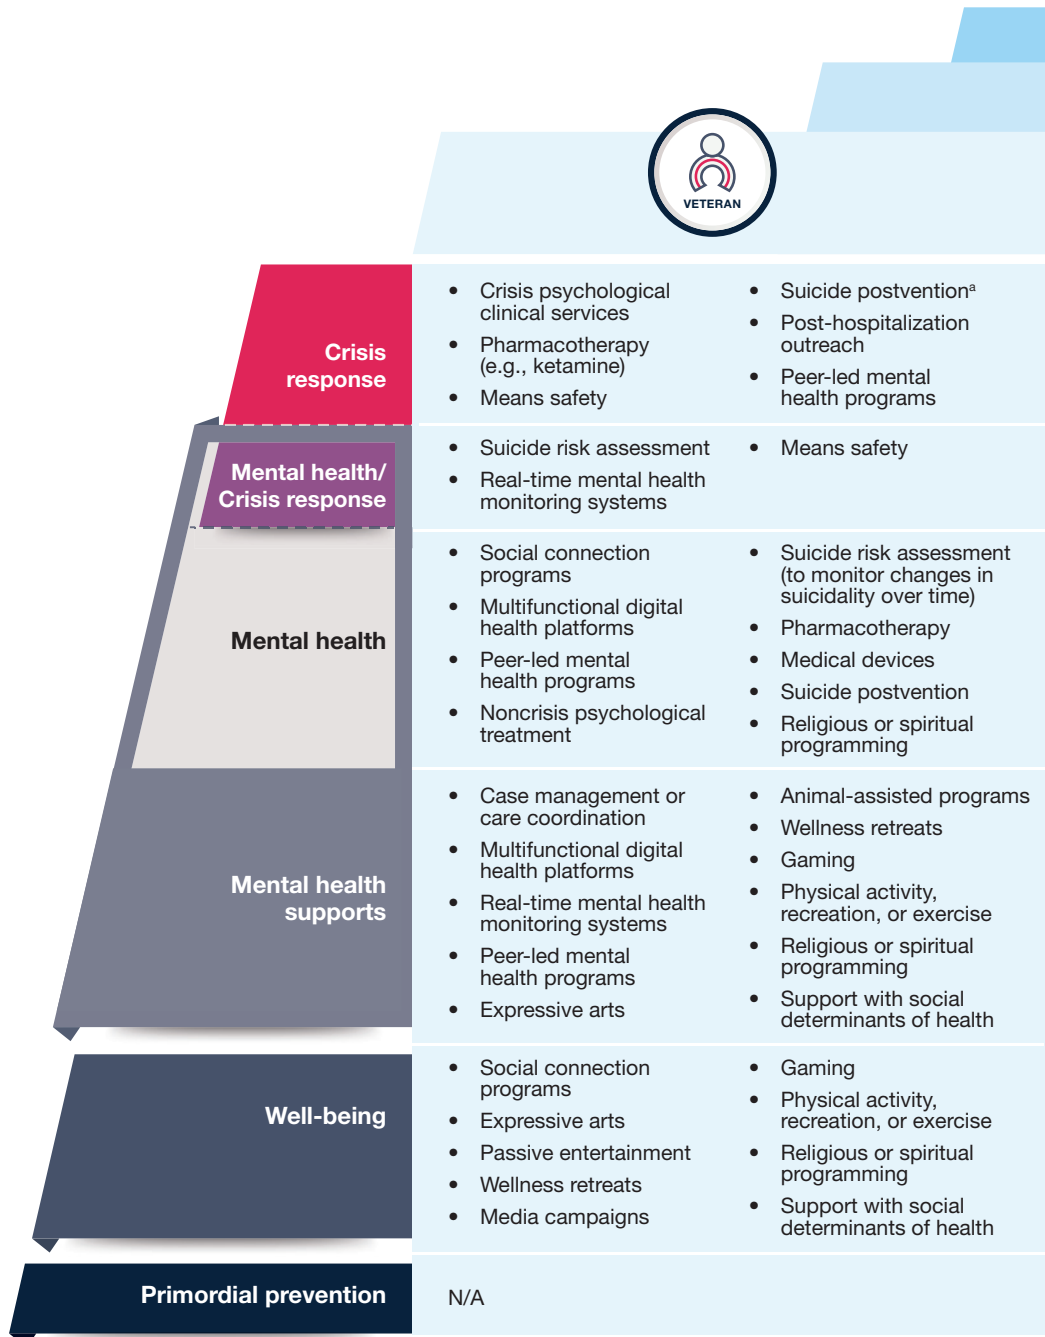 VETERAN
Crisis
response
• Crisis psychological
clinical services
• Pharmacotherapy
(e.g., ketamine)
• Means safety
• Suicide postventionᵃ
• Post-hospitalization
outreach
• Peer-led mental
health programs
Mental health/
Crisis response
• Suicide risk assessment
• Real-time mental health
monitoring systems
• Means safety
Mental health
• Social connection
programs
• Multifunctional digital
health platforms
• Peer-led mental
health programs
• Noncrisis psychological
treatment
• Suicide risk assessment
(to monitor changes in
suicidality over time)
• Pharmacotherapy
• Medical devices
• Suicide postvention
• Religious or spiritual
programming
Mental health
supports
• Case management or
care coordination
• Multifunctional digital
health platforms
• Real-time mental health
monitoring systems
• Peer-led mental
health programs
• Expressive arts
• Animal-assisted programs
• Wellness retreats
• Gaming
• Physical activity,
recreation, or exercise
• Religious or spiritual
programming
• Support with social
determinants of health
Well-being
• Social connection
programs
• Expressive arts
• Passive entertainment
• Wellness retreats
• Media campaigns
• Gaming
• Physical activity,
recreation, or exercise
• Religious or spiritual
programming
• Support with social
determinants of health
Primordial prevention
N/A